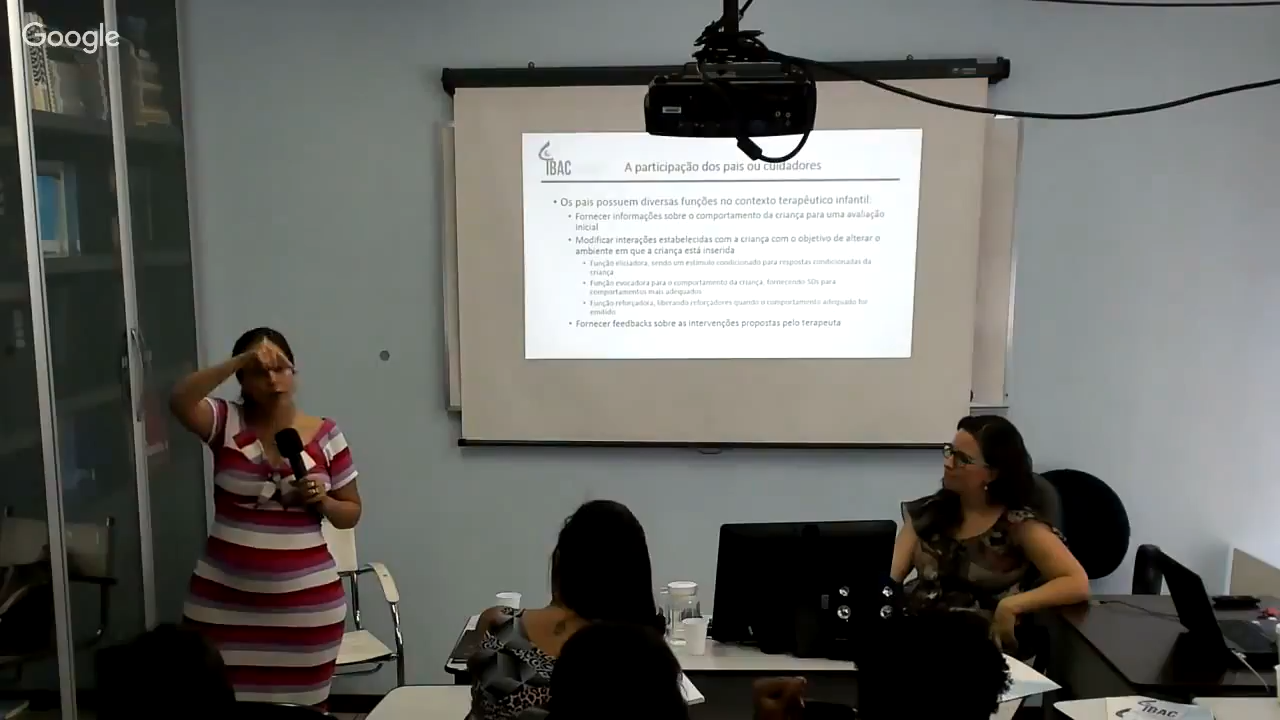 Google
IBAC
A participação dos pais ou cuidadores
• Os pais possuem diversas funções no contexto terapêutico infantil:
• Fornecer informações sobre o comportamento da criança para uma avaliação
inicial
• Modificar interações estabelecidas com a criança com o objetivo de alterar o
ambiente em que a criança está inserida
• Função eliciadora, sendo um estímulo condicionado para respostas condicionadas da
criança
• Função evocadora para o comportamento da criança, fornecendo SDs para
comportamentos mais adequados
• Função reforçadora, liberando reforçadores quando o comportamento adequado for
emitido
• Fornecer feedbacks sobre as intervenções propostas pelo terapeuta
IBAC